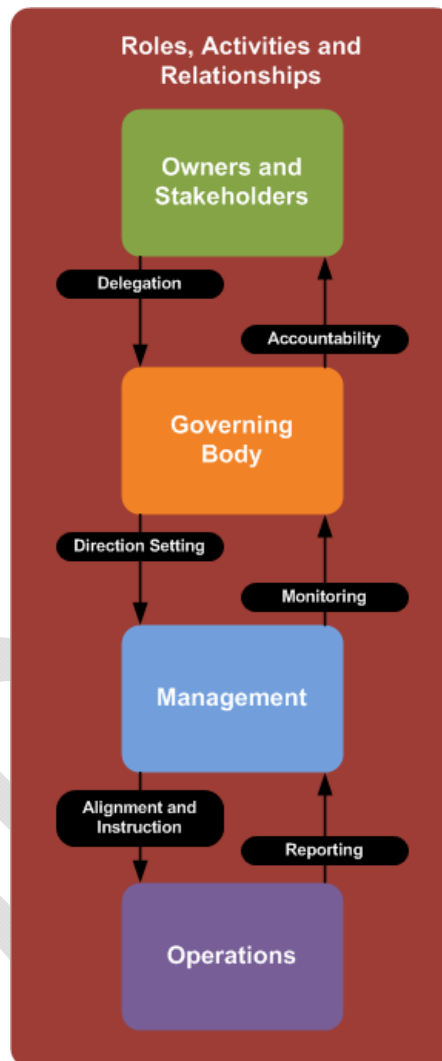 Roles, Activities and
Relationships
Owners and
Stakeholders
Delegation
Accountability
Governing
Body
Direction Setting
Monitoring
Management
Alignment and
Instruction
Reporting
Operations